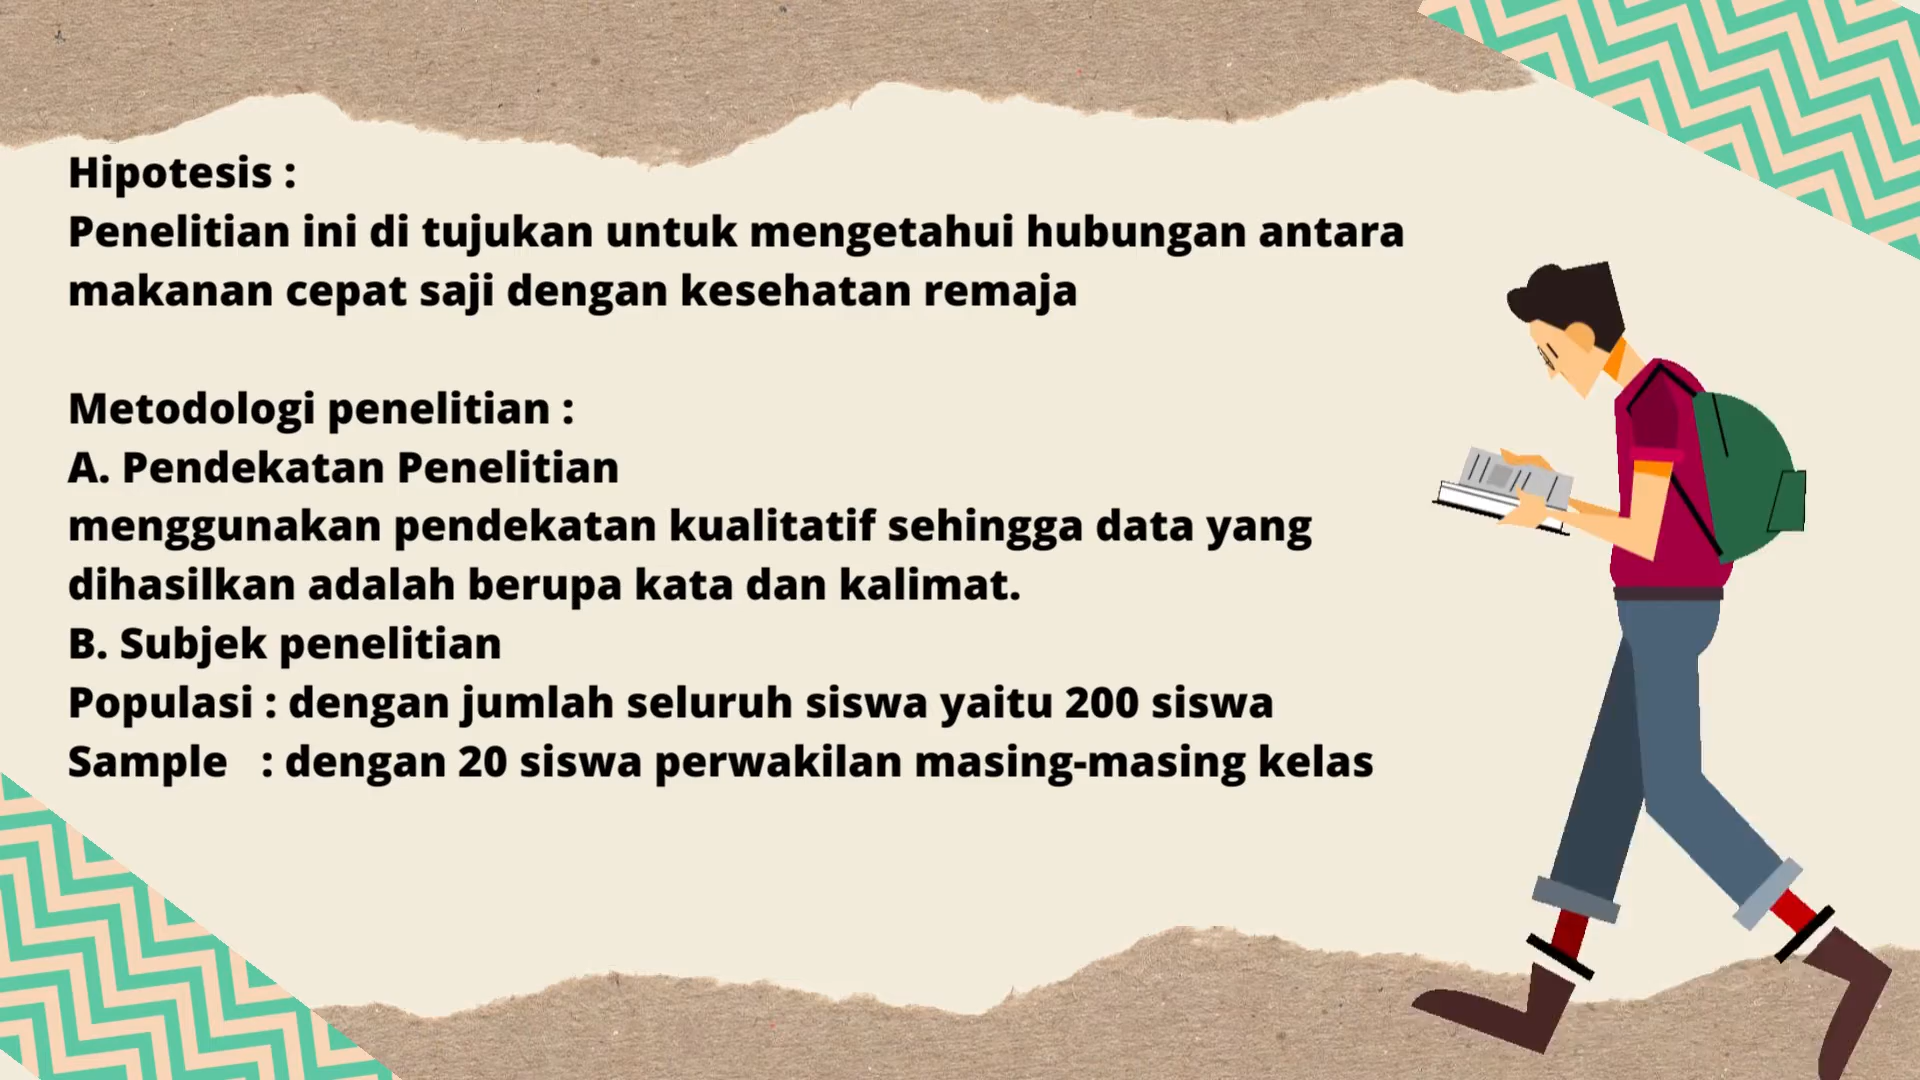 Hipotesis :
Penelitian ini di tujukan untuk mengetahui hubungan antara
makanan cepat saji dengan kesehatan remaja
Metodologi penelitian :
A. Pendekatan Penelitian
menggunakan pendekatan kualitatif sehingga data yang
dihasilkan adalah berupa kata dan kalimat.
B. Subjek penelitian
Populasi : dengan jumlah seluruh siswa yaitu 200 siswa
Sample : dengan 20 siswa perwakilan masing-masing kelas